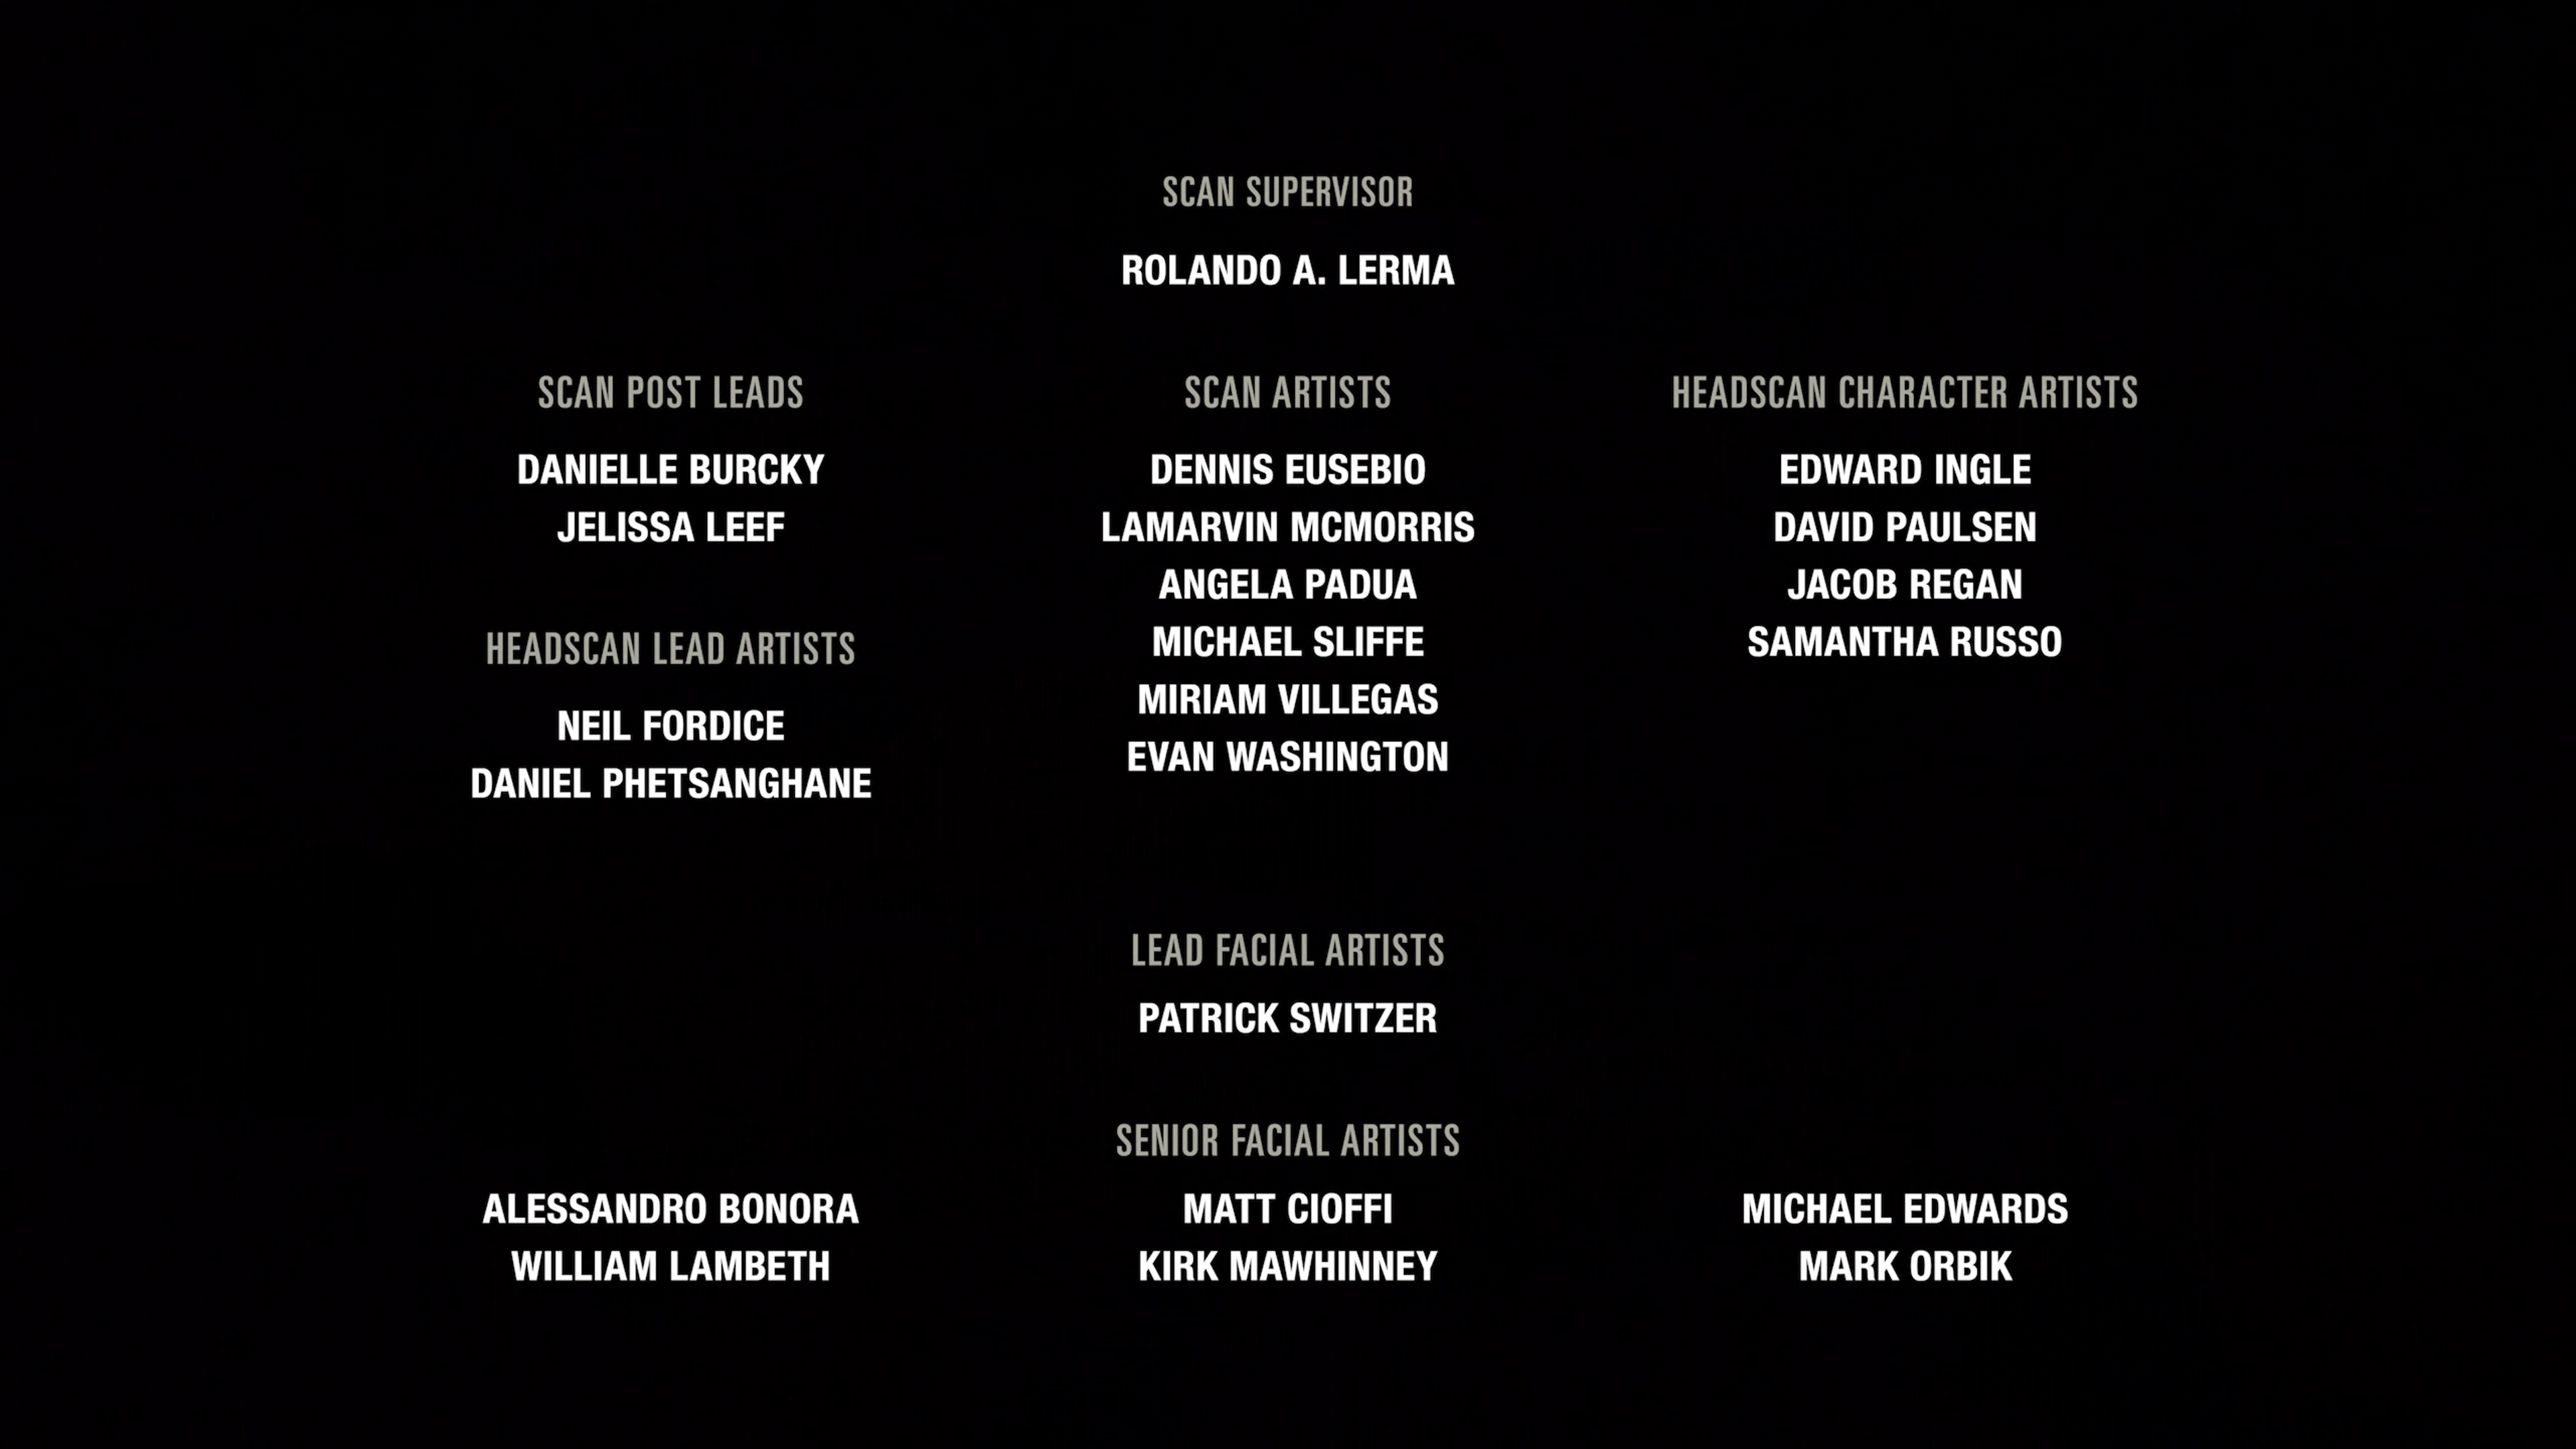 SCAN SUPERVISOR
ROLANDO A. LERMA
SCAN POST LEADS
DANIELLE BURCKY
JELISSA LEEF
HEADSCAN LEAD ARTISTS
NEIL FORDICE
DANIEL PHETSANGHANE
SCAN ARTISTS
DENNIS EUSEBIO
LAMARVIN MCMORRIS
ANGELA PADUA
MICHAEL SLIFFE
MIRIAM VILLEGAS
EVAN WASHINGTON
HEADSCAN CHARACTER ARTISTS
EDWARD INGLE
DAVID PAULSEN
JACOB REGAN
SAMANTHA RUSSO
LEAD FACIAL ARTISTS
PATRICK SWITZER
SENIOR FACIAL ARTISTS
ALESSANDRO BONORA
WILLIAM LAMBETH
MATT CIOFFI
KIRK MAWHINNEY
MICHAEL EDWARDS
MARK ORBIK